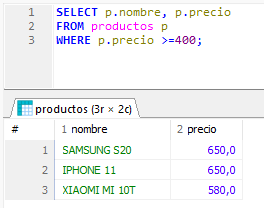 1 SELECT p.nombre, p.precio
2 FROM productos p
3 WHERE p.precio >=400;
productos (3r × 2c)
# 1 nombre 2 precio
1 SAMSUNG S20 650,0
2 IPHONE 11 650,0
3 XIAOMI MI 10T 580,0